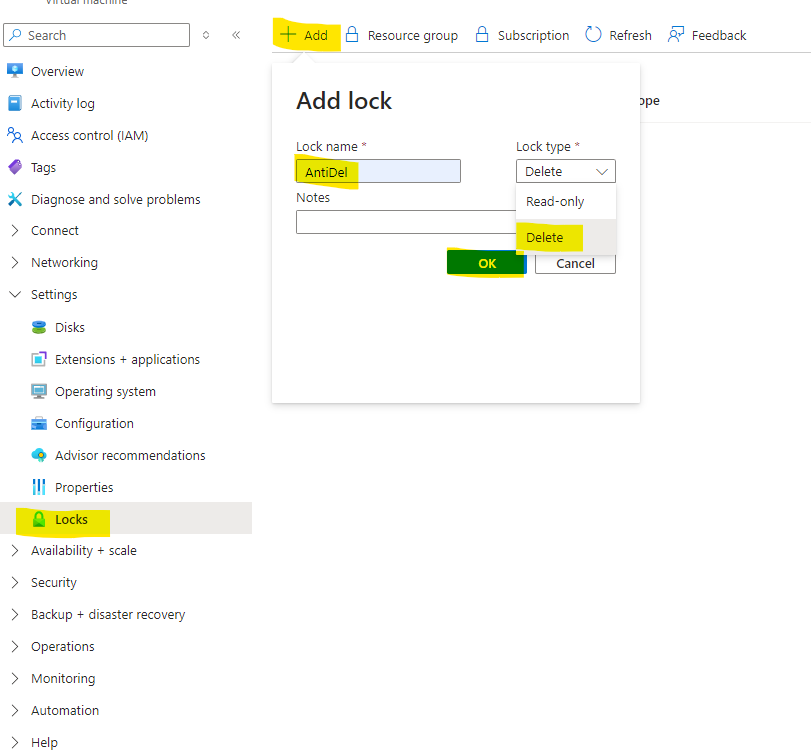 Virtual machine
Search
Add
Resource group
Subscription
Refresh
Feedback
Overview
Activity log
Access control (IAM)
Tags
Diagnose and solve problems
Connect
Networking
Settings
Disks
Extensions + applications
Operating system
Configuration
Advisor recommendations
Properties
Locks
Availability + scale
Security
Backup + disaster recovery
Operations
Monitoring
Automation
Help
Add lock
ope
Lock name *
AntiDel
Lock type *
Delete
Read-only
Delete
Notes
OK
Cancel